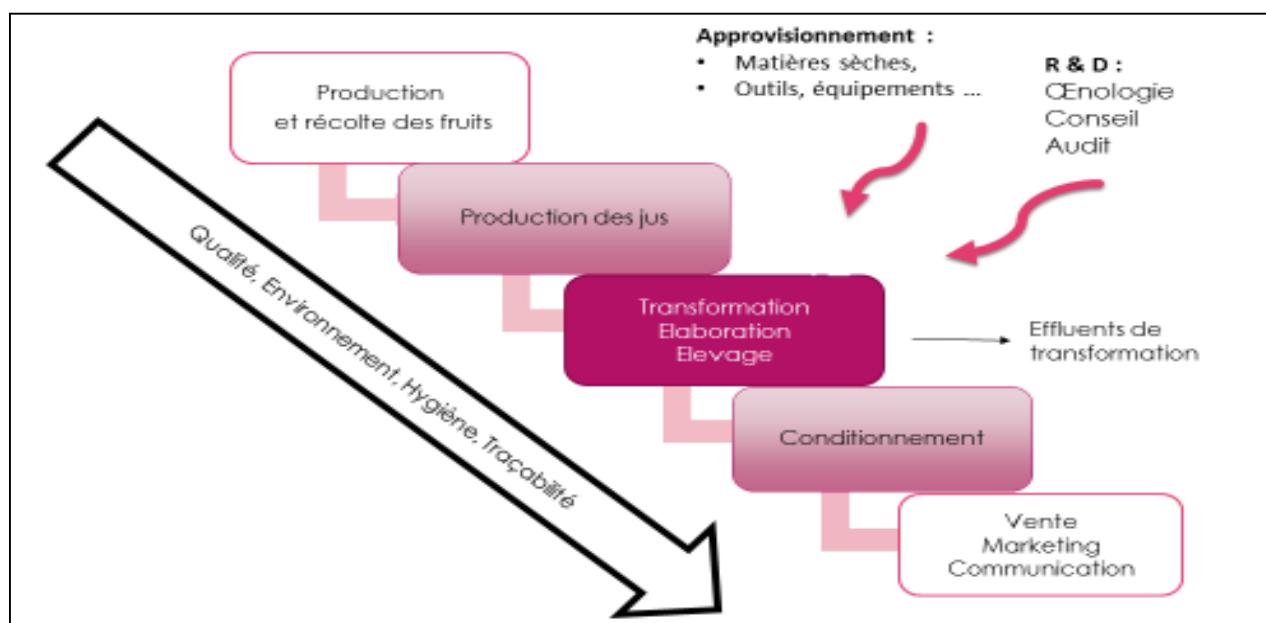 Approvisionnement :
• Matières sèches,
• Outils, équipements ...
R & D :
Œnologie
Conseil
Audit
Production
et récolte des fruits
Production des jus
Transformation
Elaboration
Elevage
Effluents de
transformation
Conditionnement
Vente
Marketing
Communication
Qualité, Environnement, Hygiène, Traçabilité